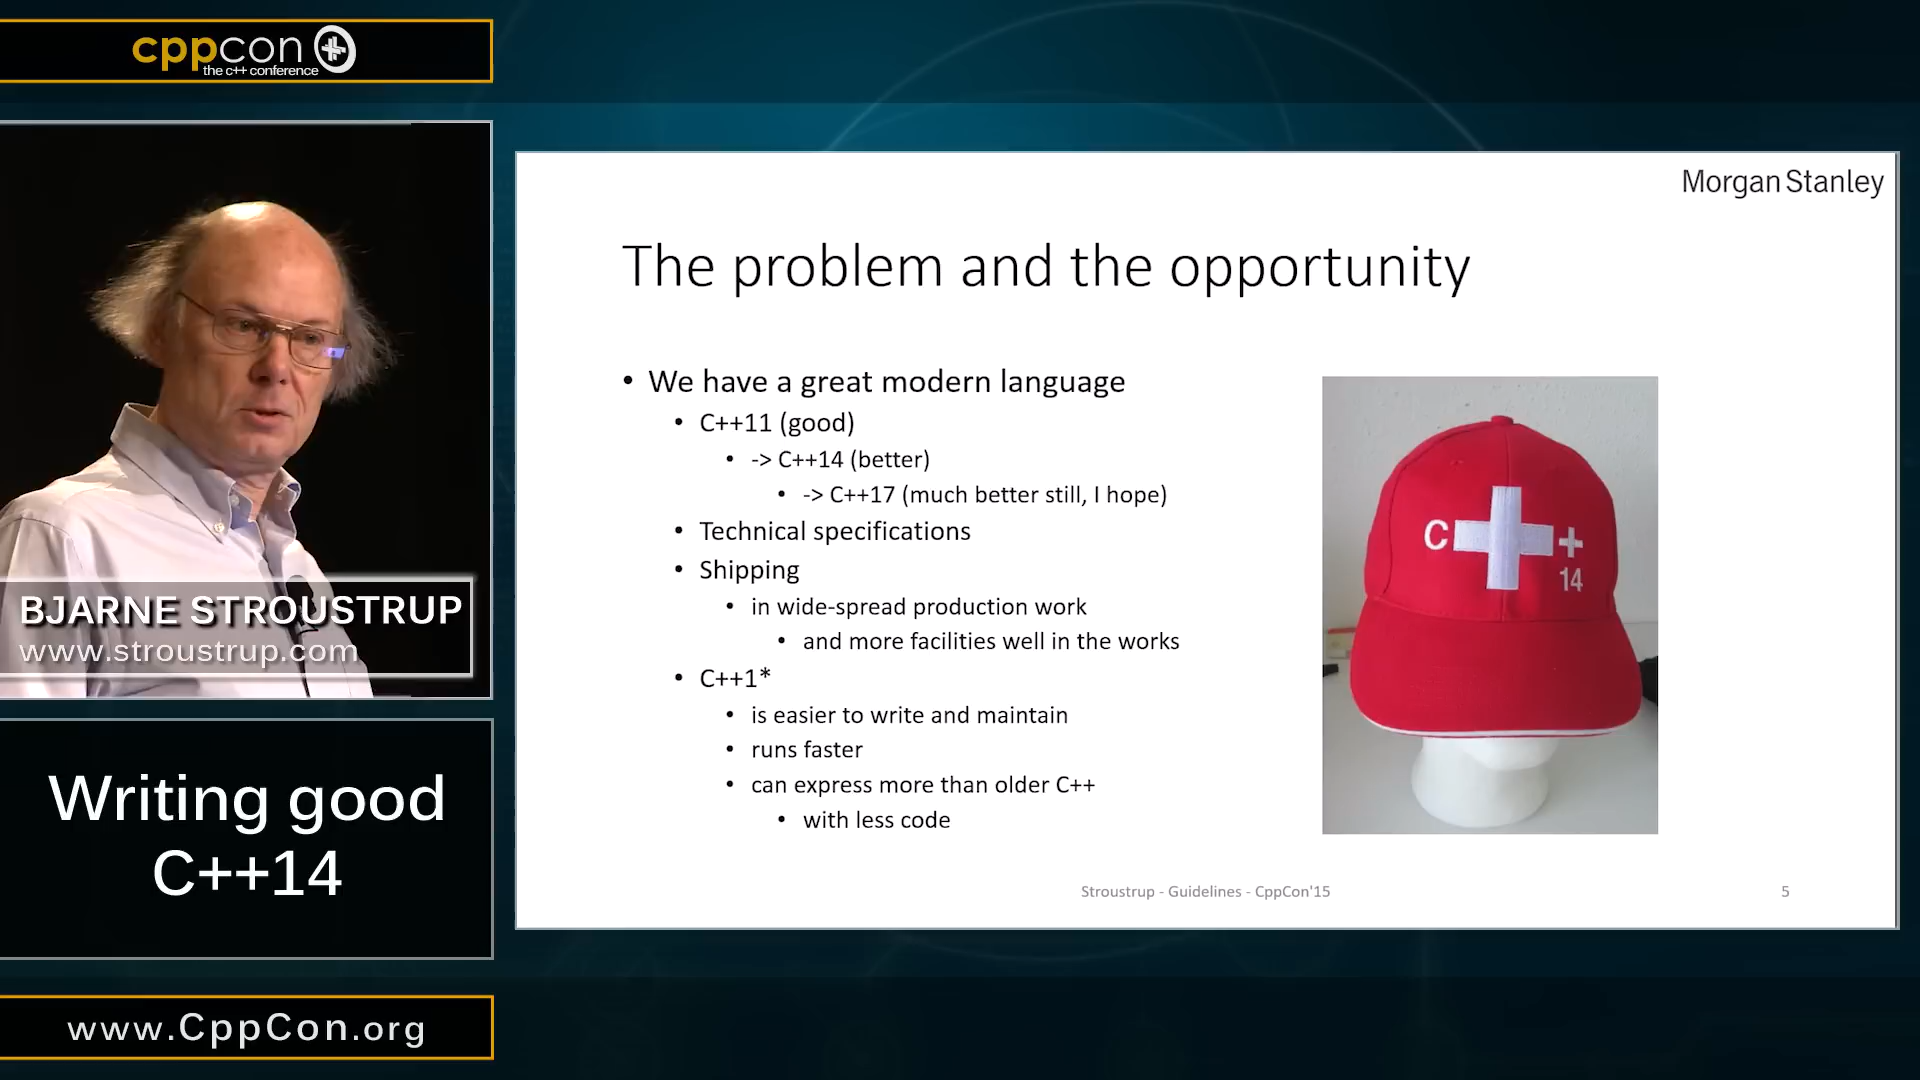 cppcon
the c++ conference
BJARNE STROUSTRUP
www.stroustrup.com
Writing good
C++14
www.CppCon.org
Morgan Stanley
The problem and the opportunity
• We have a great modern language
• C++11 (good)
• -> C++14 (better)
• -> C++17 (much better still, I hope)
• Technical specifications
• Shipping
• in wide-spread production work
• and more facilities well in the works
• C++1*
• is easier to write and maintain
• runs faster
• can express more than older C++
• with less code
C++
14
Stroustrup - Guidelines - CppCon'15
5